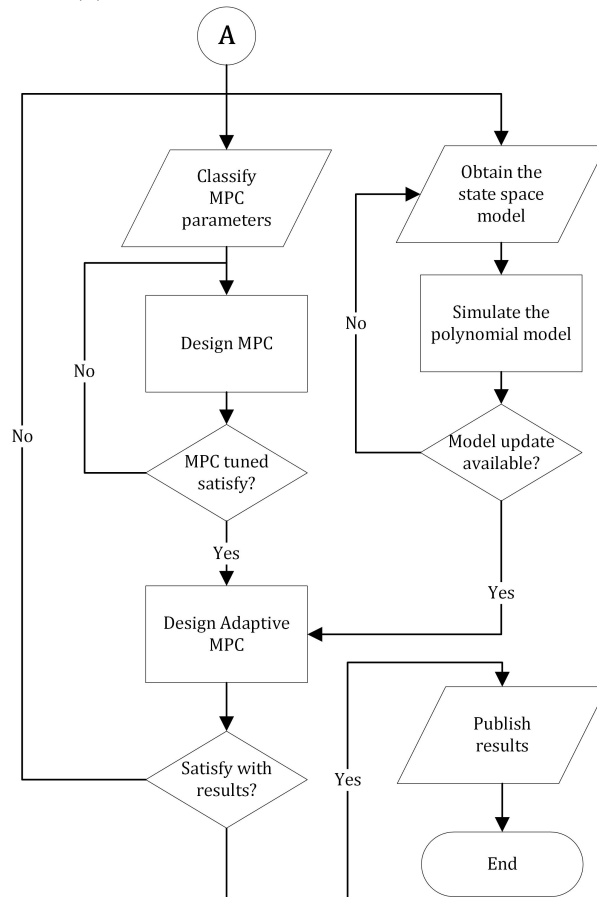 A
Classify
MPC
parameters
Obtain the
state space
model
Design MPC
Simulate the
polynomial model
No
No
No
MPC tuned
satisfy?
Model update
available?
Yes
Yes
Design Adaptive
MPC
Publish
results
Satisfy with
results?
Yes
End